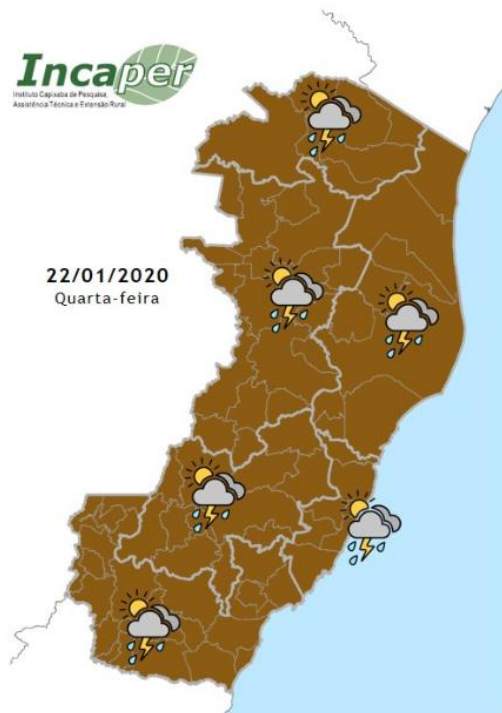 Incaper
Instituto Capixaba de Pesquisa,
Assistência Técnica e Extensão Rural
22/01/2020
Quarta-feira